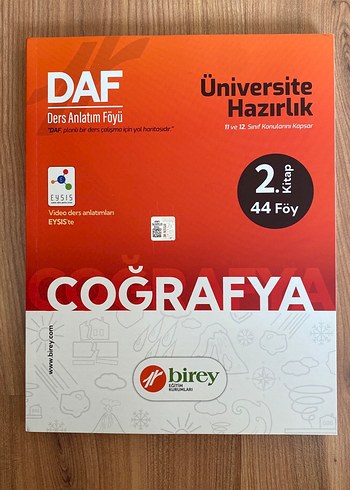 DAF
Ders Anlatım Föyü
"DAF, planlı bir ders çalışma için yol haritasıdır."
Üniversite
Hazırlık
11 ve 12. Sınıf Konularını Kapsar
2. Kitap
44 Föy
EYSIS
Video ders anlatımları
EYSIS'te
COĞRAFYA
COĞRAFYA
www.birey.com
birey
EĞİTİM
KURUMLARI